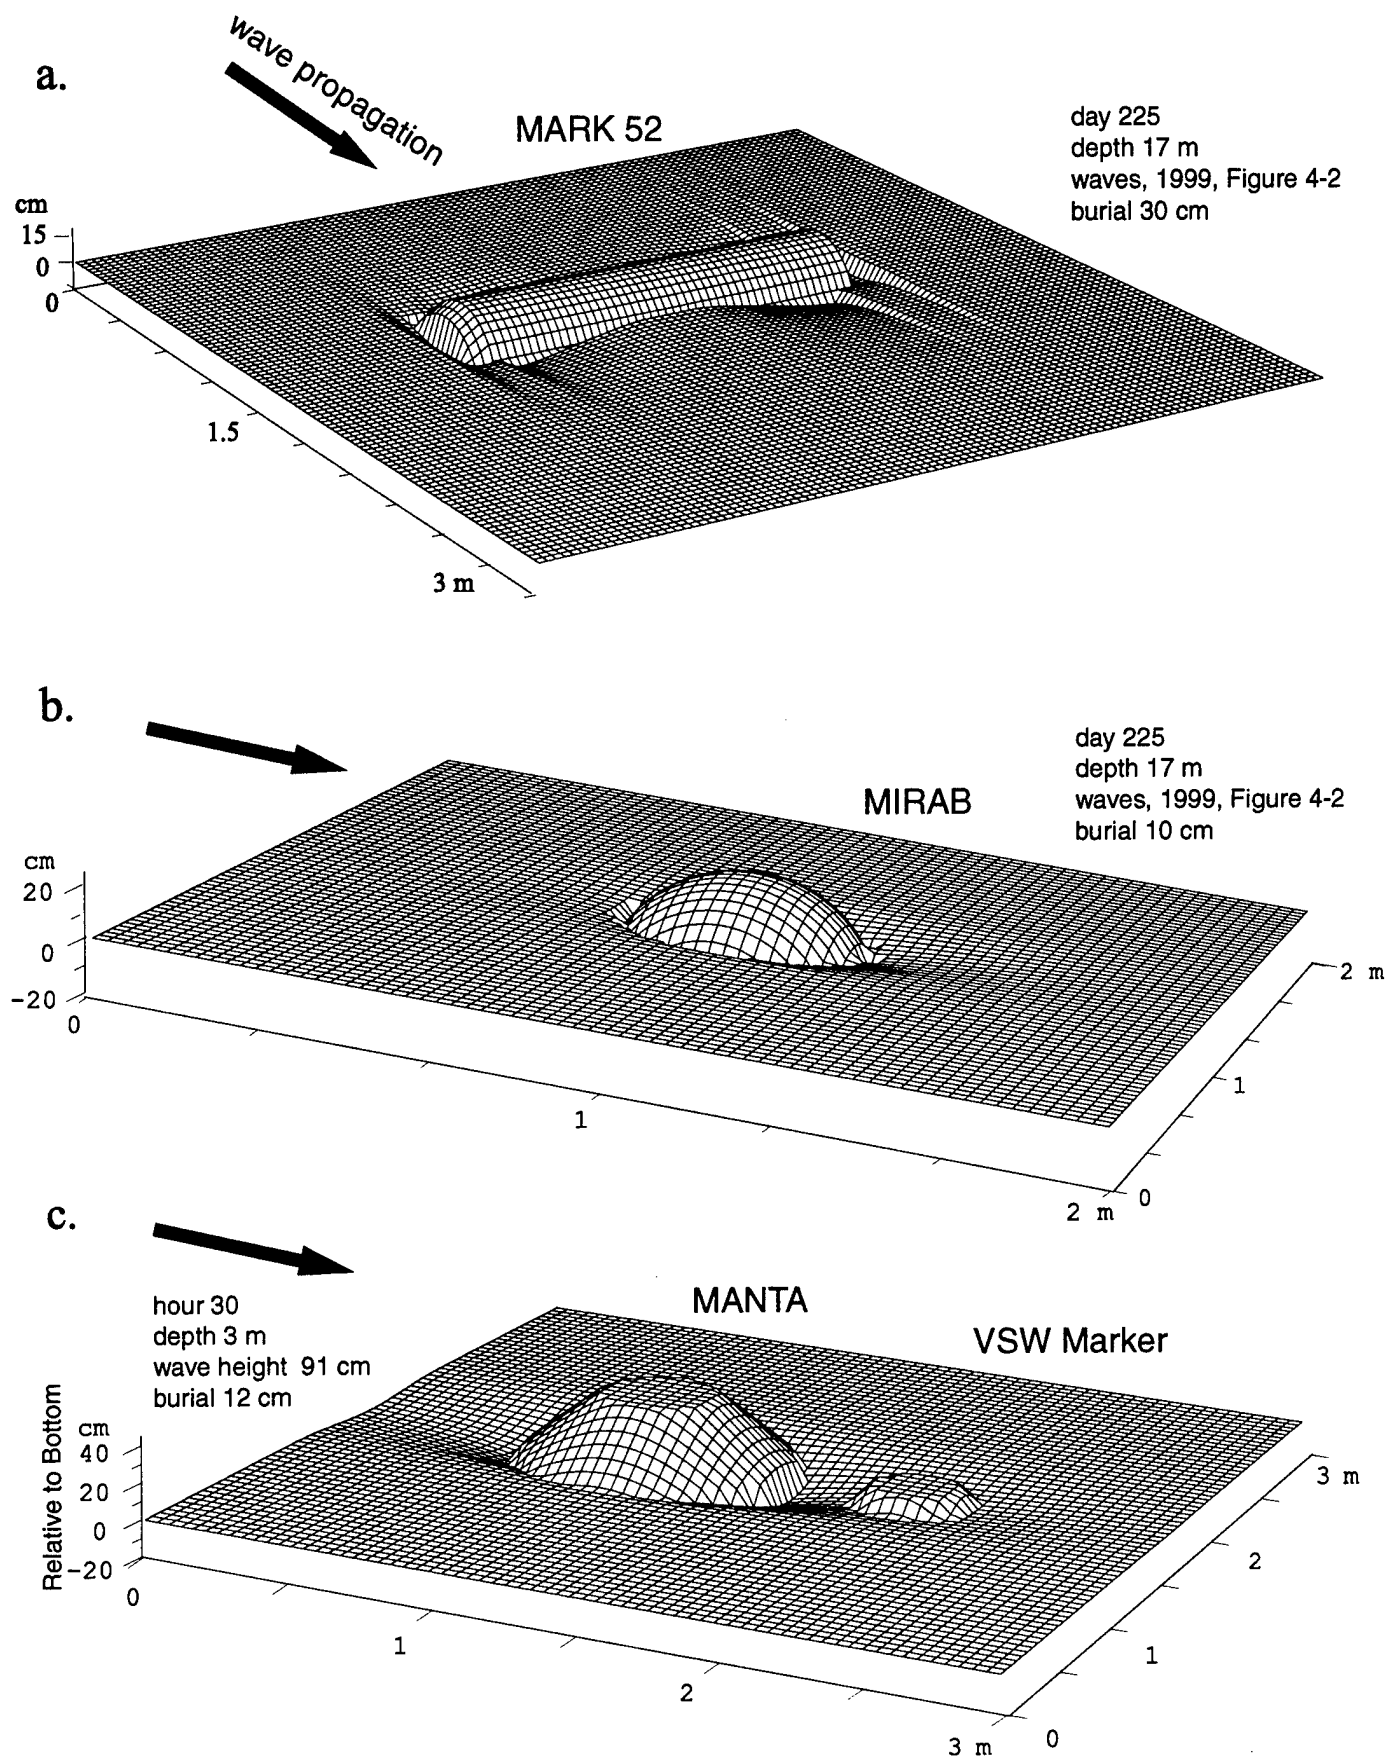 a.
wave propagation
MARK 52
day 225
depth 17 m
waves, 1999, Figure 4-2
burial 30 cm
cm
15
0
0
1.5
3 m
b.
MIRAB
day 225
depth 17 m
waves, 1999, Figure 4-2
burial 10 cm
cm
20
0
-20
0
1
2 m
0
1
2 m
c.
MANTA
VSW Marker
hour 30
depth 3 m
wave height 91 cm
burial 12 cm
Relative to Bottom
cm
40
20
0
-20
0
1
2
3 m
0
1
2
3 m